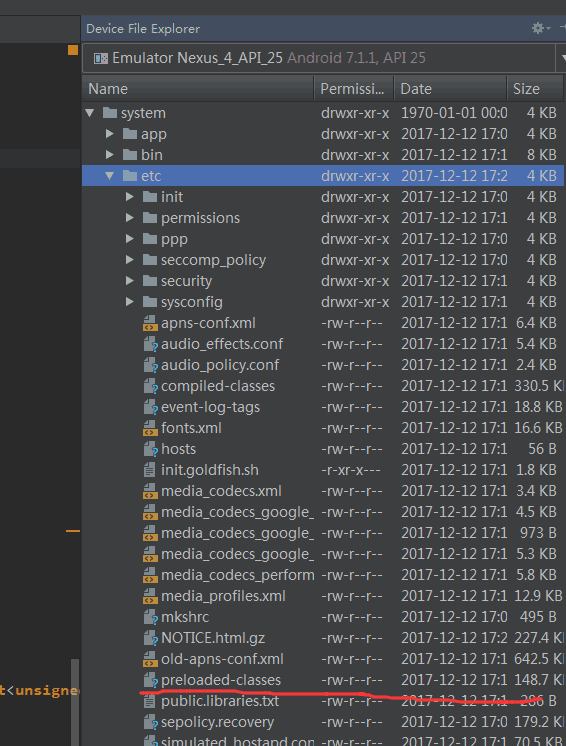 Device File Explorer
Emulator Nexus_4_API_25 Android 7.1.1, API 25
Name Permissi... Date Size
system drwxr-xr-x 1970-01-01 00:0 4 KB
app drwxr-xr-x 2017-12-12 17:0 4 KB
bin drwxr-xr-x 2017-12-12 17:1 8 KB
etc drwxr-xr-x 2017-12-12 17:2 4 KB
init drwxr-xr-x 2017-12-12 17:0 4 KB
permissions drwxr-xr-x 2017-12-12 17:1 4 KB
ppp drwxr-xr-x 2017-12-12 17:0 4 KB
seccomp_policy drwxr-xr-x 2017-12-12 17:0 4 KB
security drwxr-xr-x 2017-12-12 17:1 4 KB
sysconfig drwxr-xr-x 2017-12-12 17:0 4 KB
apns-conf.xml -rw-r--r-- 2017-12-12 17:1 6.4 KB
audio_effects.conf -rw-r--r-- 2017-12-12 17:1 5.4 KB
audio_policy.conf -rw-r--r-- 2017-12-12 17:1 2.4 KB
compiled-classes -rw-r--r-- 2017-12-12 17:1 330.5 K
event-log-tags -rw-r--r-- 2017-12-12 17:1 18.8 KB
fonts.xml -rw-r--r-- 2017-12-12 17:1 16.6 KB
hosts -rw-r--r-- 2017-12-12 17:1 56 B
init.goldfish.sh -r-xr-x--- 2017-12-12 17:1 1.8 KB
media_codecs.xml -rw-r--r-- 2017-12-12 17:1 3.4 KB
media_codecs_google_ -rw-r--r-- 2017-12-12 17:1 4.5 KB
media_codecs_google_ -rw-r--r-- 2017-12-12 17:1 973 B
media_codecs_google_ -rw-r--r-- 2017-12-12 17:1 5.3 KB
media_codecs_perform -rw-r--r-- 2017-12-12 17:1 5.8 KB
media_profiles.xml -rw-r--r-- 2017-12-12 17:1 12.9 KB
mkshrc -rw-r--r-- 2017-12-12 17:0 495 B
NOTICE.html.gz -rw-r--r-- 2017-12-12 17:2 227.4 K
old-apns-conf.xml -rw-r--r-- 2017-12-12 17:1 642.5 K
preloaded-classes -rw-r--r-- 2017-12-12 17:1 148.7 K
t<unsigne
public.libraries.txt -rw-r--r-- 2017-12-12 17:1 286 B
sepolicy.recovery -rw-r--r-- 2017-12-12 17:0 179.2 K
simulated_hostapd.con -rw-r--r-- 2017-12-12 17:1 70.5 KB